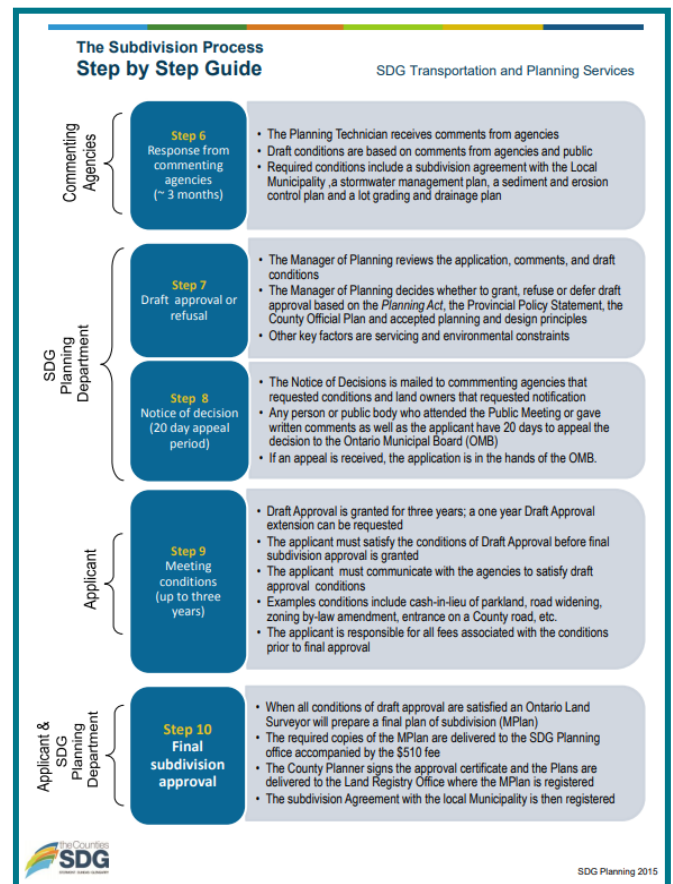 The Subdivision Process
Step by Step Guide
SDG Transportation and Planning Services
Commenting
Agencies
Step 6
Response from
commenting
agencies
(~ 3 months)
• The Planning Technician receives comments from agencies
• Draft conditions are based on comments from agencies and public
• Required conditions include a subdivision agreement with the Local
Municipality ,a stormwater management plan, a sediment and erosion
control plan and a lot grading and drainage plan
SDG
Planning
Department
Step 7
Draft approval or
refusal
• The Manager of Planning reviews the application, comments, and draft
conditions
• The Manager of Planning decides whether to grant, refuse or defer draft
approval based on the Planning Act, the Provincial Policy Statement, the
County Official Plan and accepted planning and design principles
• Other key factors are servicing and environmental constraints
Step 8
Notice of decision
(20 day appeal
period)
• The Notice of Decisions is mailed to commmenting agencies that
requested conditions and land owners that requested notification
• Any person or public body who attended the Public Meeting or gave
written comments as well as the applicant have 20 days to appeal the
decision to the Ontario Municipal Board (OMB)
• If an appeal is received, the application is in the hands of the OMB.
Applicant
Step 9
Meeting
conditions
(up to three
years)
• Draft Approval is granted for three years; a one year Draft Approval
extension can be requested
• The applicant must satisfy the conditions of Draft Approval before final
subdivision approval is granted
• The applicant must communicate with the agencies to satisfy draft
approval conditions
• Examples conditions include cash-in-lieu of parkland, road widening,
zoning by-law amendment, entrance on a County road, etc.
• The applicant is responsible for all fees associated with the conditions
prior to final approval
Applicant &
SDG
Planning
Department
Step 10
Final
subdivision
approval
• When all conditions of draft approval are satisfied an Ontario Land
Surveyor will prepare a final plan of subdivision (MPlan)
• The required copies of the MPlan are delivered to the SDG Planning
office accompanied by the $510 fee
• The County Planner signs the approval certificate and the Plans are
delivered to the Land Registry Office where the MPlan is registered
• The subdivision Agreement with the local Municipality is then registered
theCounties
SDG
SDG Planning 2015